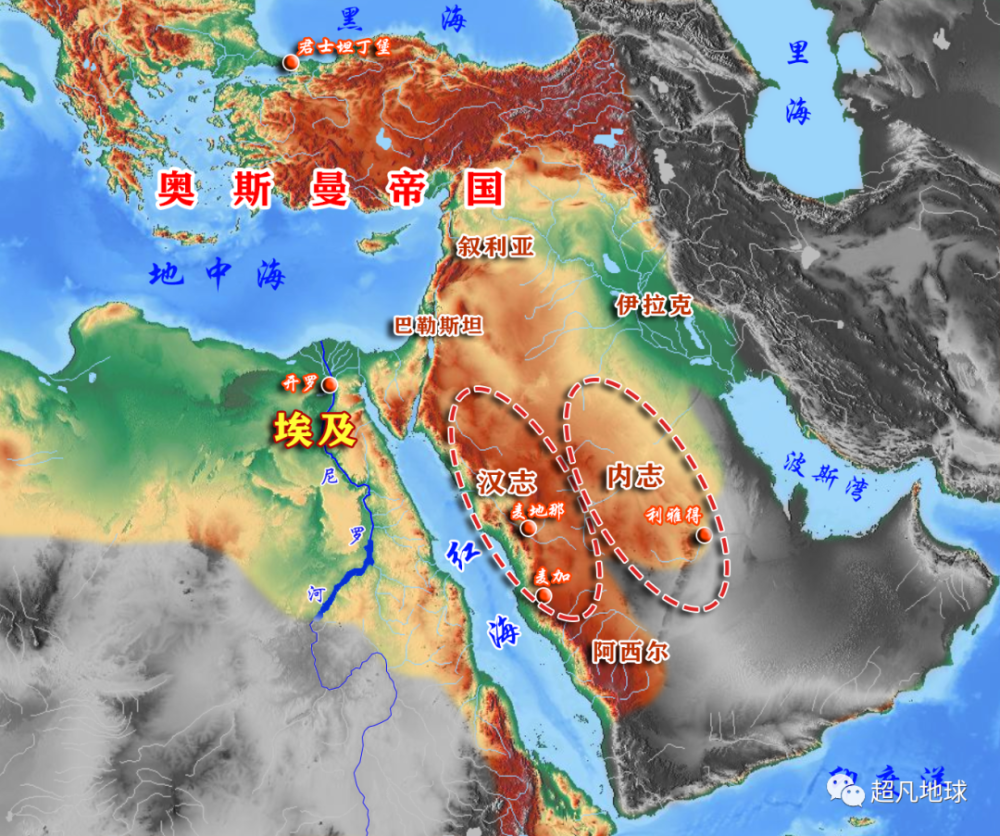 黑海
君士坦丁堡
里海
奥斯曼帝国
叙利亚
地中海
伊拉克
巴勒斯坦
开罗
埃及
波斯湾
尼罗河
汉志
内志
麦地那
利雅得
红海
麦加
阿西尔
超凡地球